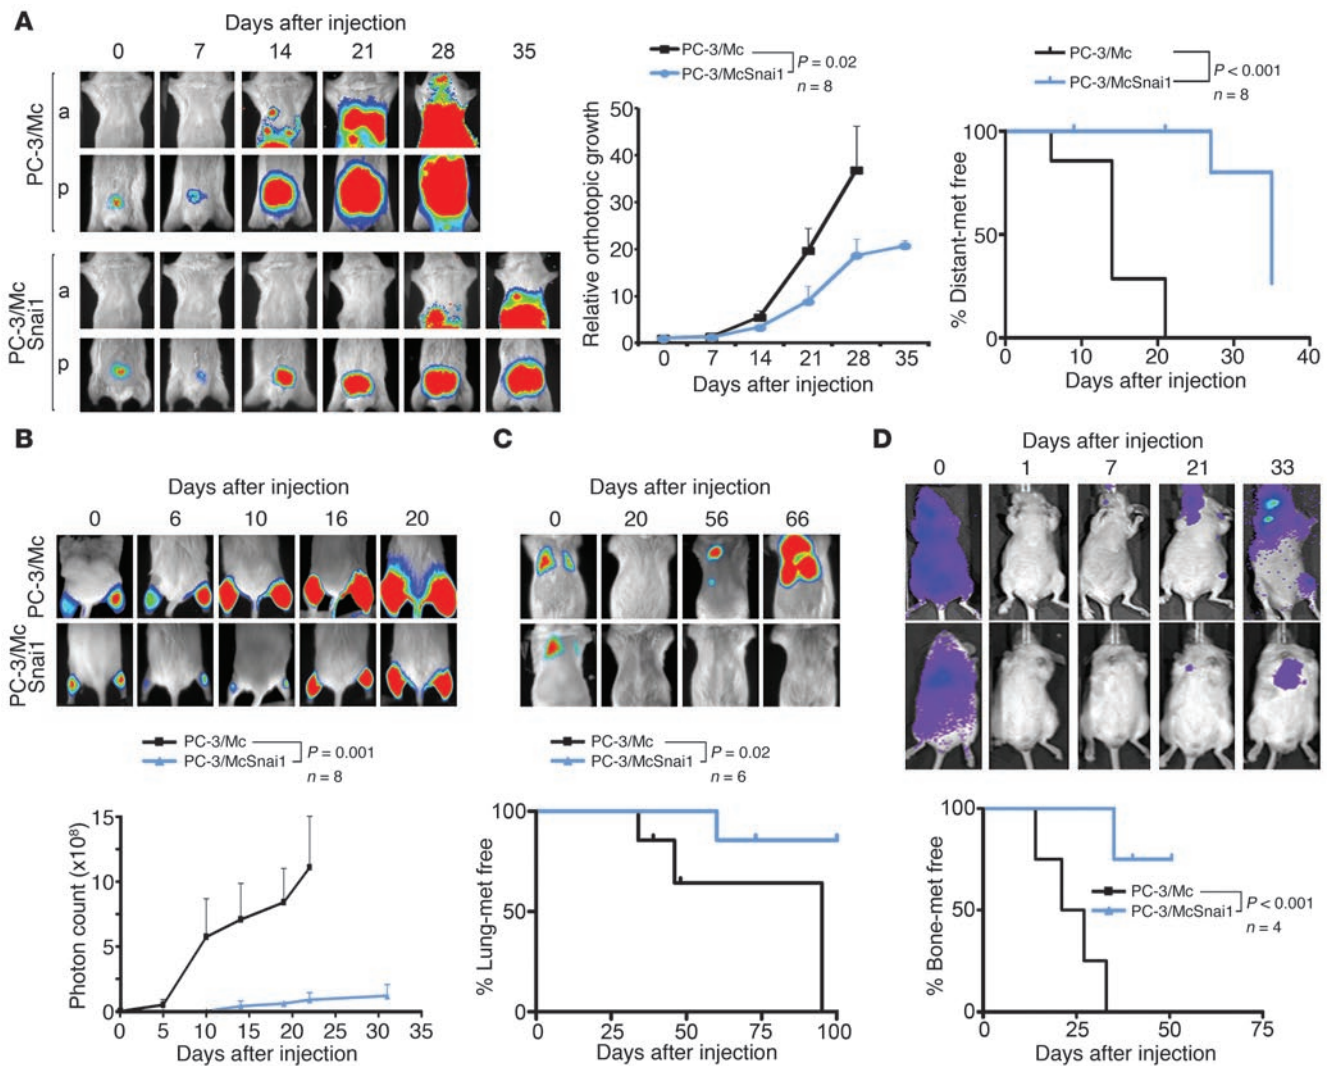 A
Days after injection
0 7 14 21 28 35
PC-3/Mc
a
p
PC-3/Mc
Snai1
a
p
PC-3/Mc
PC-3/McSnai1
P = 0.02
n = 8
Relative orthotopic growth
50
40
30
20
10
0
0 7 14 21 28 35
Days after injection
PC-3/Mc
PC-3/McSnai1
P < 0.001
n = 8
% Distant-met free
100
50
0
0 10 20 30 40
Days after injection
B
Days after injection
0 6 10 16 20
PC-3/Mc
PC-3/Mc
Snai1
PC-3/Mc
PC-3/McSnai1
P = 0.001
n = 8
Photon count (x10⁸)
15
10
5
0
0 5 10 15 20 25 30 35
Days after injection
C
Days after injection
0 20 56 66
PC-3/Mc
PC-3/McSnai1
P = 0.02
n = 6
% Lung-met free
100
50
0
0 25 50 75 100
Days after injection
D
Days after injection
0 1 7 21 33
% Bone-met free
100
50
0
PC-3/Mc
PC-3/McSnai1
P < 0.001
n = 4
0 25 50 75
Days after injection